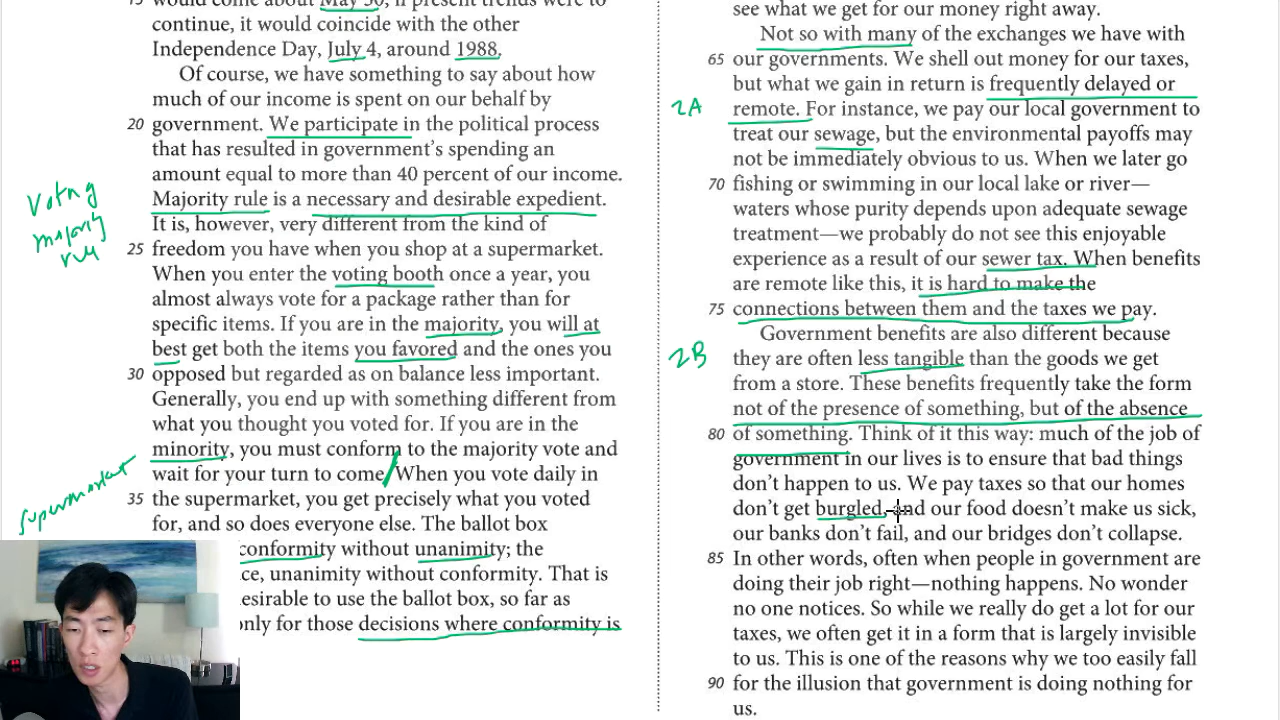 15 would come about May 30; if present trends were to
continue, it would coincide with the other
Independence Day, July 4, around 1988.
Of course, we have something to say about how
much of our income is spent on our behalf by
20 government. We participate in the political process
that has resulted in government's spending an
amount equal to more than 40 percent of our income.
Majority rule is a necessary and desirable expedient.
It is, however, very different from the kind of
25 freedom you have when you shop at a supermarket.
When you enter the voting booth once a year, you
almost always vote for a package rather than for
specific items. If you are in the majority, you will at
best get both the items you favored and the ones you
30 opposed but regarded as on balance less important.
Generally, you end up with something different from
what you thought you voted for. If you are in the
minority, you must conform to the majority vote and
wait for your turn to come. When you vote daily in
35 the supermarket, you get precisely what you voted
for, and so does everyone else. The ballot box
conformity without unanimity; the
ce, unanimity without conformity. That is
esirable to use the ballot box, so far as
only for those decisions where conformity is
Voting
majority
rule
supermarket
see what we get for our money right away.
Not so with many of the exchanges we have with
65 our governments. We shell out money for our taxes,
but what we gain in return is frequently delayed or
2A remote. For instance, we pay our local government to
treat our sewage, but the environmental payoffs may
not be immediately obvious to us. When we later go
70 fishing or swimming in our local lake or river—
waters whose purity depends upon adequate sewage
treatment—we probably do not see this enjoyable
experience as a result of our sewer tax. When benefits
are remote like this, it is hard to make the
75 connections between them and the taxes we pay.
Government benefits are also different because
2B they are often less tangible than the goods we get
from a store. These benefits frequently take the form
not of the presence of something, but of the absence
80 of something. Think of it this way: much of the job of
government in our lives is to ensure that bad things
don't happen to us. We pay taxes so that our homes
don't get burgled, and our food doesn't make us sick,
our banks don't fail, and our bridges don't collapse.
85 In other words, often when people in government are
doing their job right—nothing happens. No wonder
no one notices. So while we really do get a lot for our
taxes, we often get it in a form that is largely invisible
to us. This is one of the reasons why we too easily fall
90 for the illusion that government is doing nothing for
us.